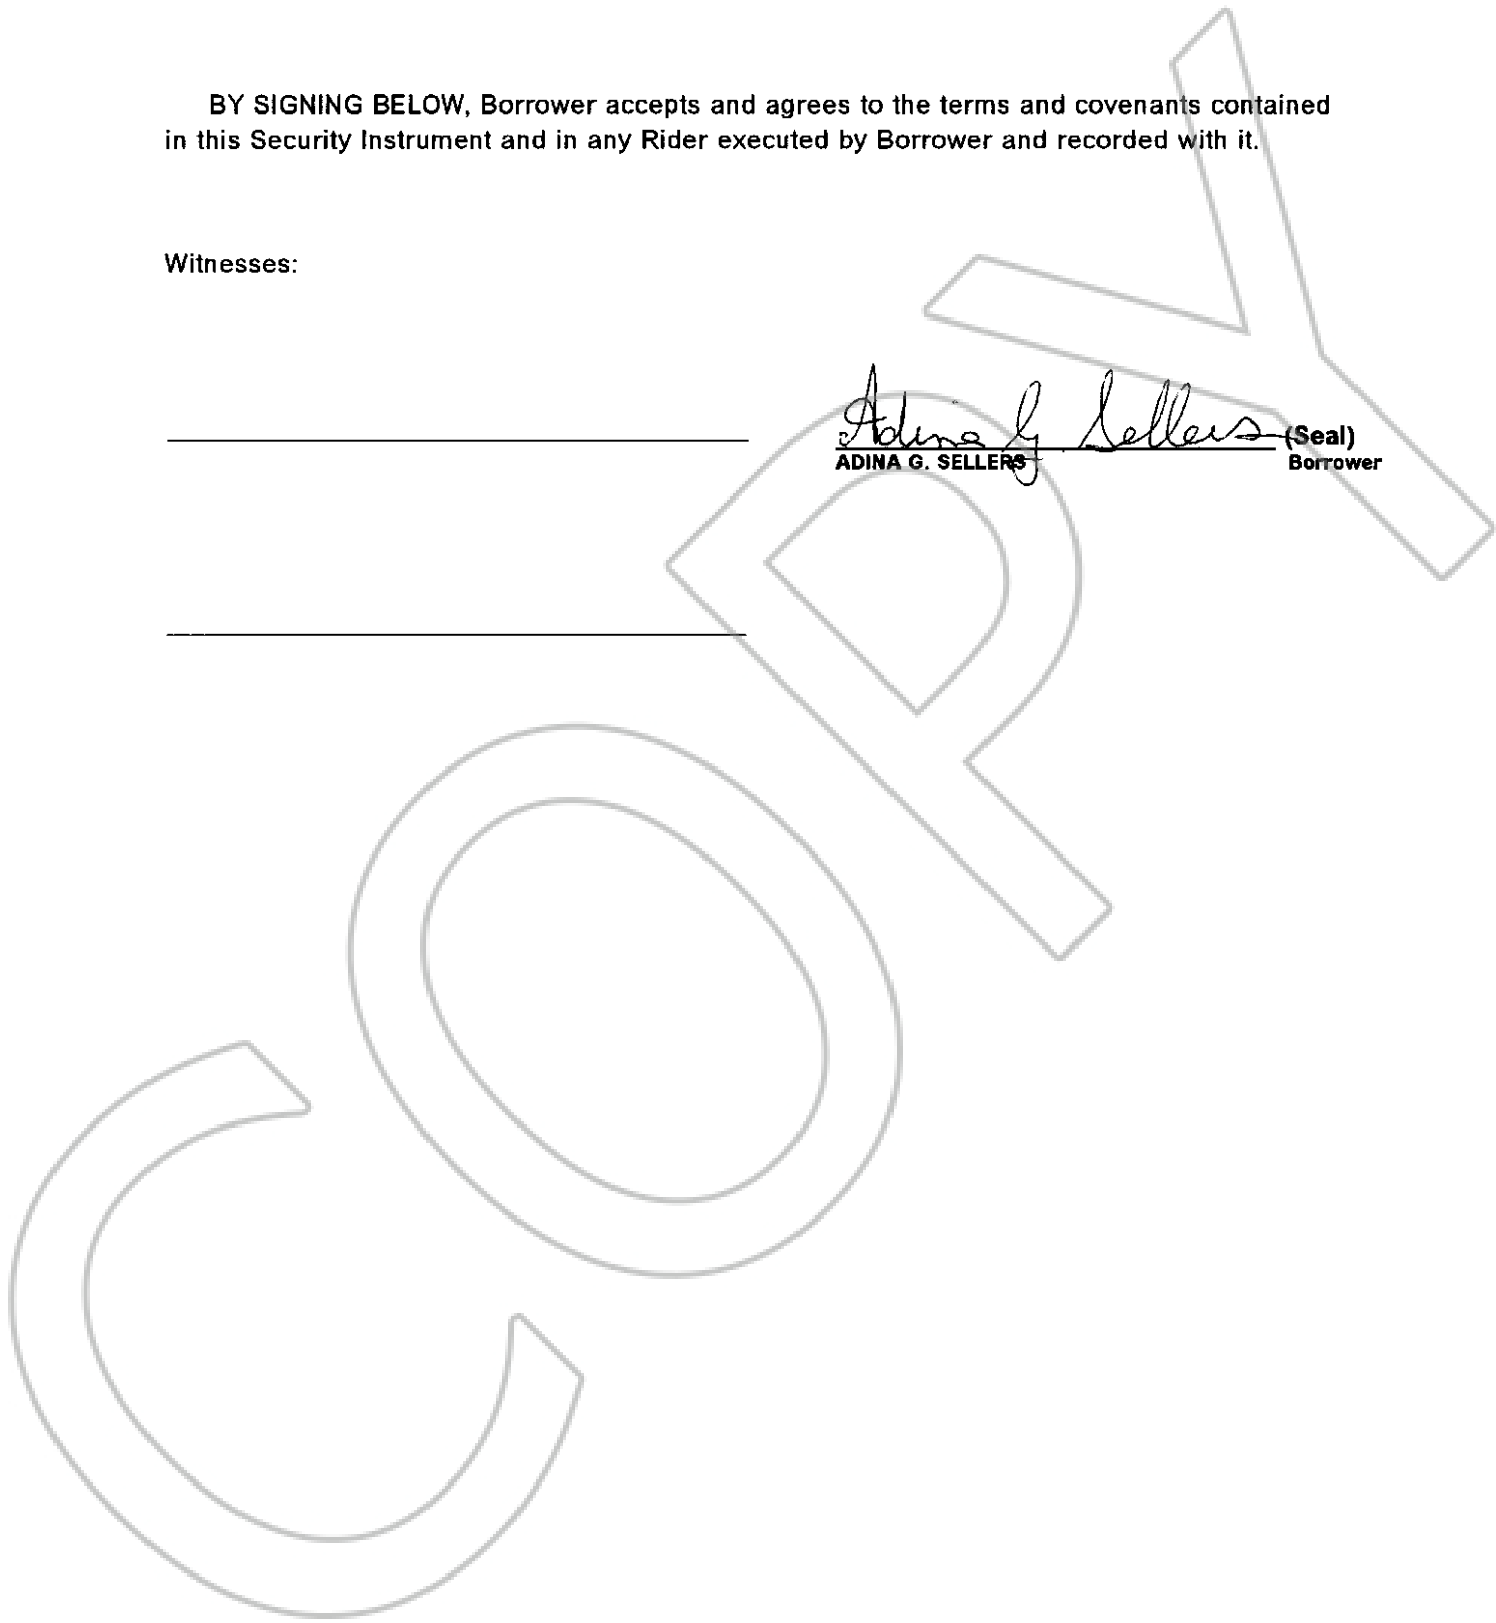 BY SIGNING BELOW, Borrower accepts and agrees to the terms and covenants contained
in this Security Instrument and in any Rider executed by Borrower and recorded with it.
Witnesses:
Adina G Sellers (Seal)
ADINA G. SELLERS Borrower
COPY